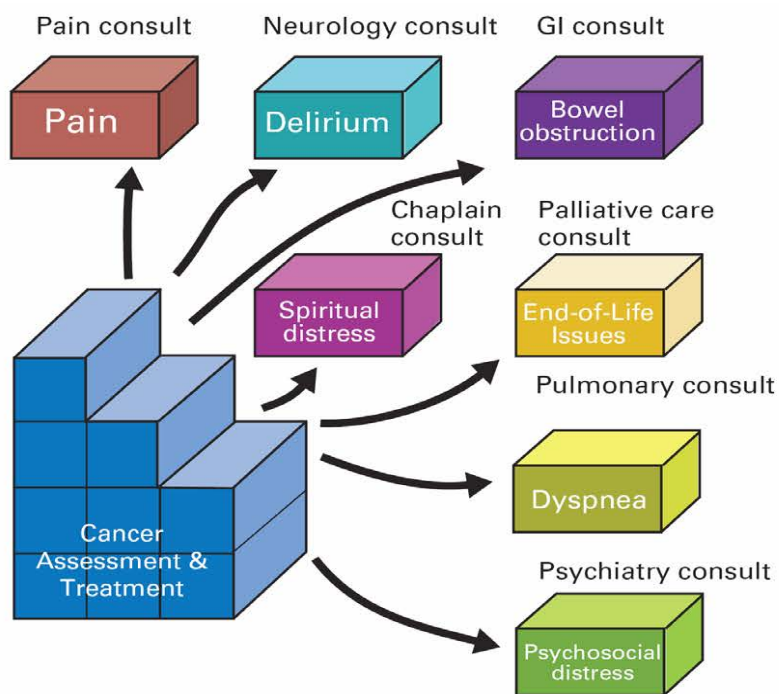 Pain consult
Neurology consult
GI consult
Pain
Delirium
Bowel
obstruction
Chaplain
consult
Palliative care
consult
Spiritual
distress
End-of-Life
Issues
Pulmonary consult
Dyspnea
Cancer
Assessment &
Treatment
Psychiatry consult
Psychosocial
distress